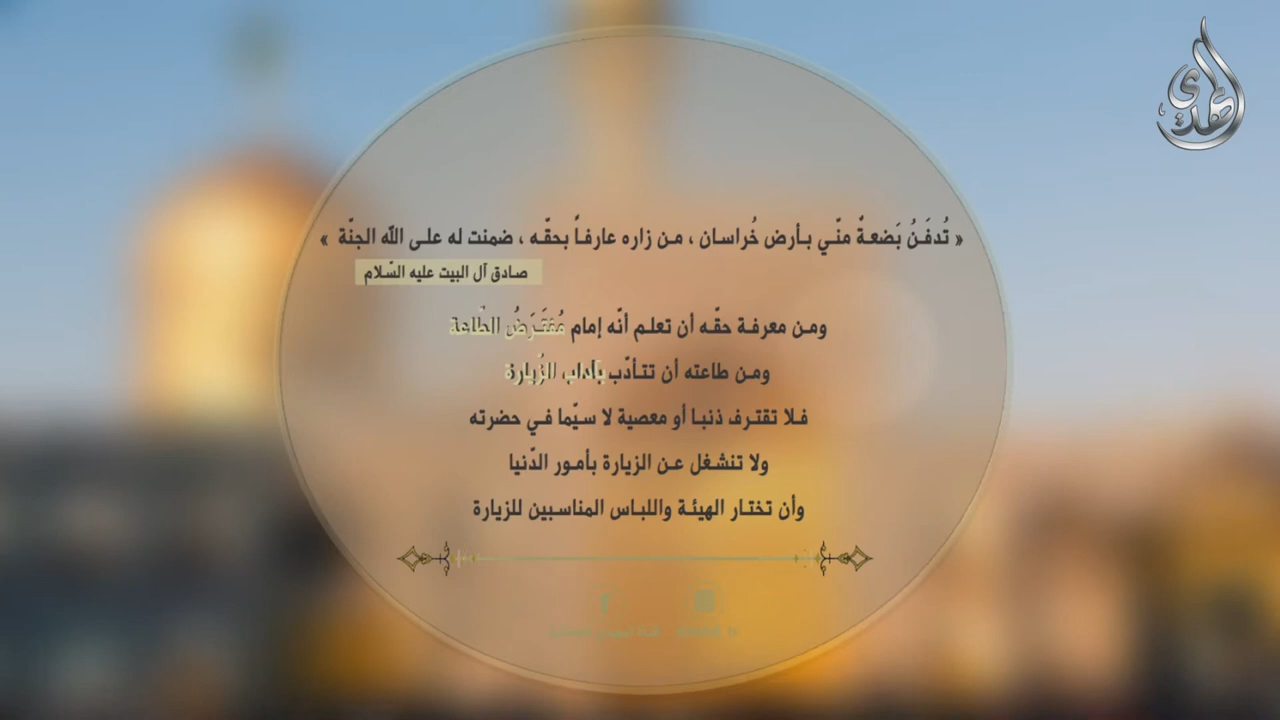 « تُدفَنُ بَضعةٌ منّي بأرض خُراسان ، من زاره عارفاً بحقّه ، ضمنت له على الله الجنّة »
صادق آل البيت عليه السّلام
ومن معرفة حقّه أن تعلم أنّه إمام مُفتَرَضُ الطّاعة
ومن طاعته أن تتأدّب بآداب الزّيارة
فلا تقترف ذنبا أو معصية لا سيّما في حضرته
ولا تنشغل عن الزيارة بأمور الدّنيا
وأن تختار الهيئة واللباس المناسبين للزيارة